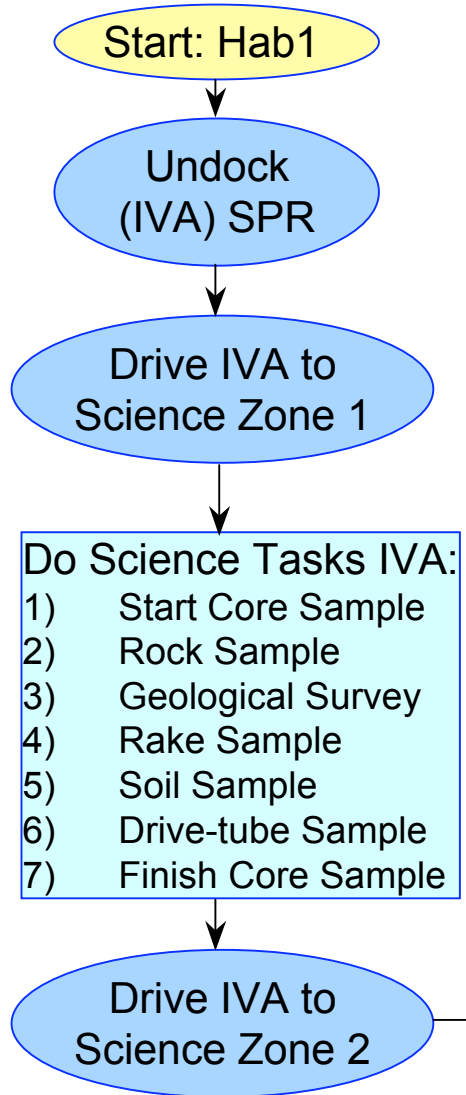 Start: Hab1
Undock
(IVA) SPR
Drive IVA to
Science Zone 1
Do Science Tasks IVA:
1) Start Core Sample
2) Rock Sample
3) Geological Survey
4) Rake Sample
5) Soil Sample
6) Drive-tube Sample
7) Finish Core Sample
Drive IVA to
Science Zone 2